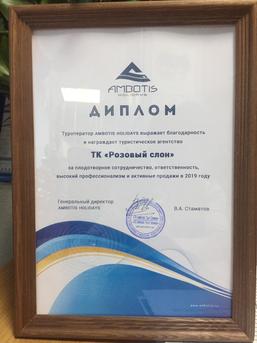 AMBOTIS
HOLIDAYS
ДИПЛОМ
Туроператор AMBOTIS HOLIDAYS выражает благодарность
и награждает туристическое агентство
ТК «Розовый слон»
за плодотворное сотрудничество, ответственность,
высокий профессионализм и активные продажи в 2019 году
Генеральный директор
AMBOTIS HOLIDAYS
В.А. Стаматов